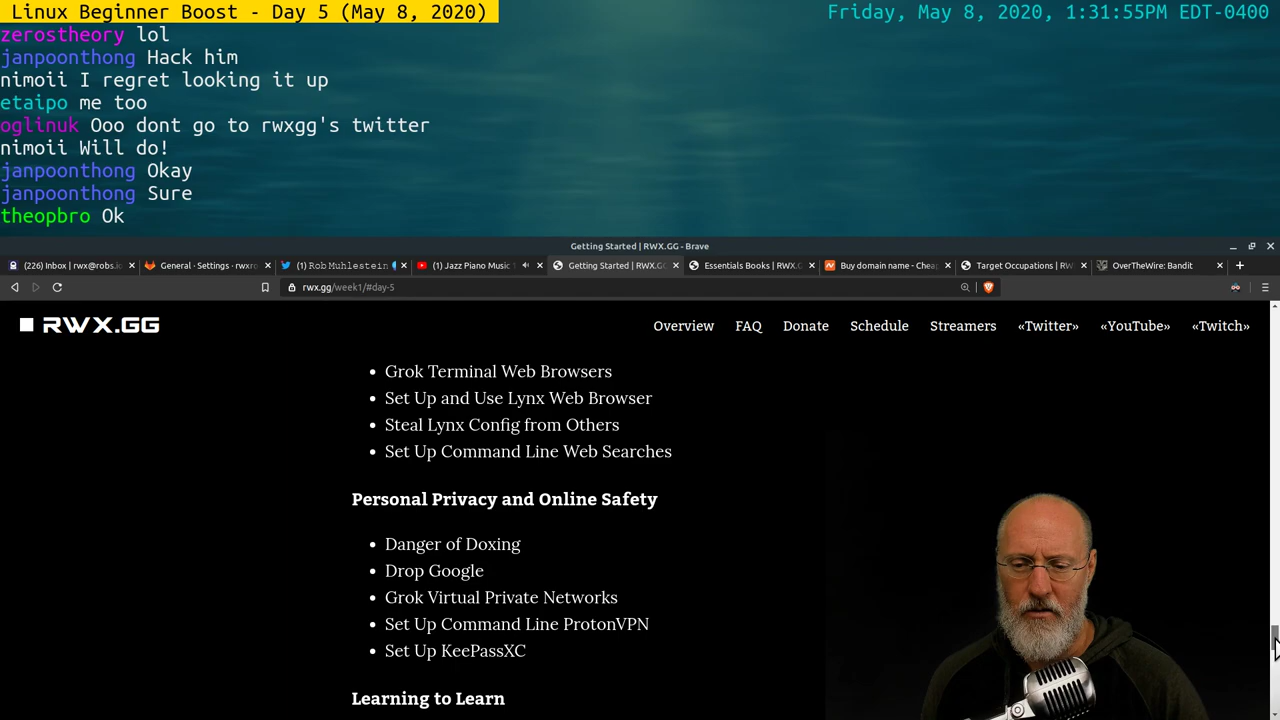 Linux Beginner Boost - Day 5 (May 8, 2020)
Friday, May 8, 2020, 1:31:55PM EDT-0400
zerostheory lol
janpoonthong Hack him
nimoii I regret looking it up
etaipo me too
oglinuk Ooo dont go to rwxgg's twitter
nimoii Will do!
janpoonthong Okay
janpoonthong Sure
theopbro Ok
Getting Started | RWX.GG - Brave
(226) Inbox | rwx@robs.io
General · Settings · rwxro
(1) Rob Muhlestein
(1) Jazz Piano Music
Getting Started | RWX.GG
Essentials Books | RWX.G
Buy domain name - Cheap
Target Occupations | RW
OverTheWire: Bandit
rwx.gg/week1/#day-5
RWX.GG
Overview FAQ Donate Schedule Streamers «Twitter» «YouTube» «Twitch»
• Grok Terminal Web Browsers
• Set Up and Use Lynx Web Browser
• Steal Lynx Config from Others
• Set Up Command Line Web Searches
Personal Privacy and Online Safety
• Danger of Doxing
• Drop Google
• Grok Virtual Private Networks
• Set Up Command Line ProtonVPN
• Set Up KeePassXC
Learning to Learn